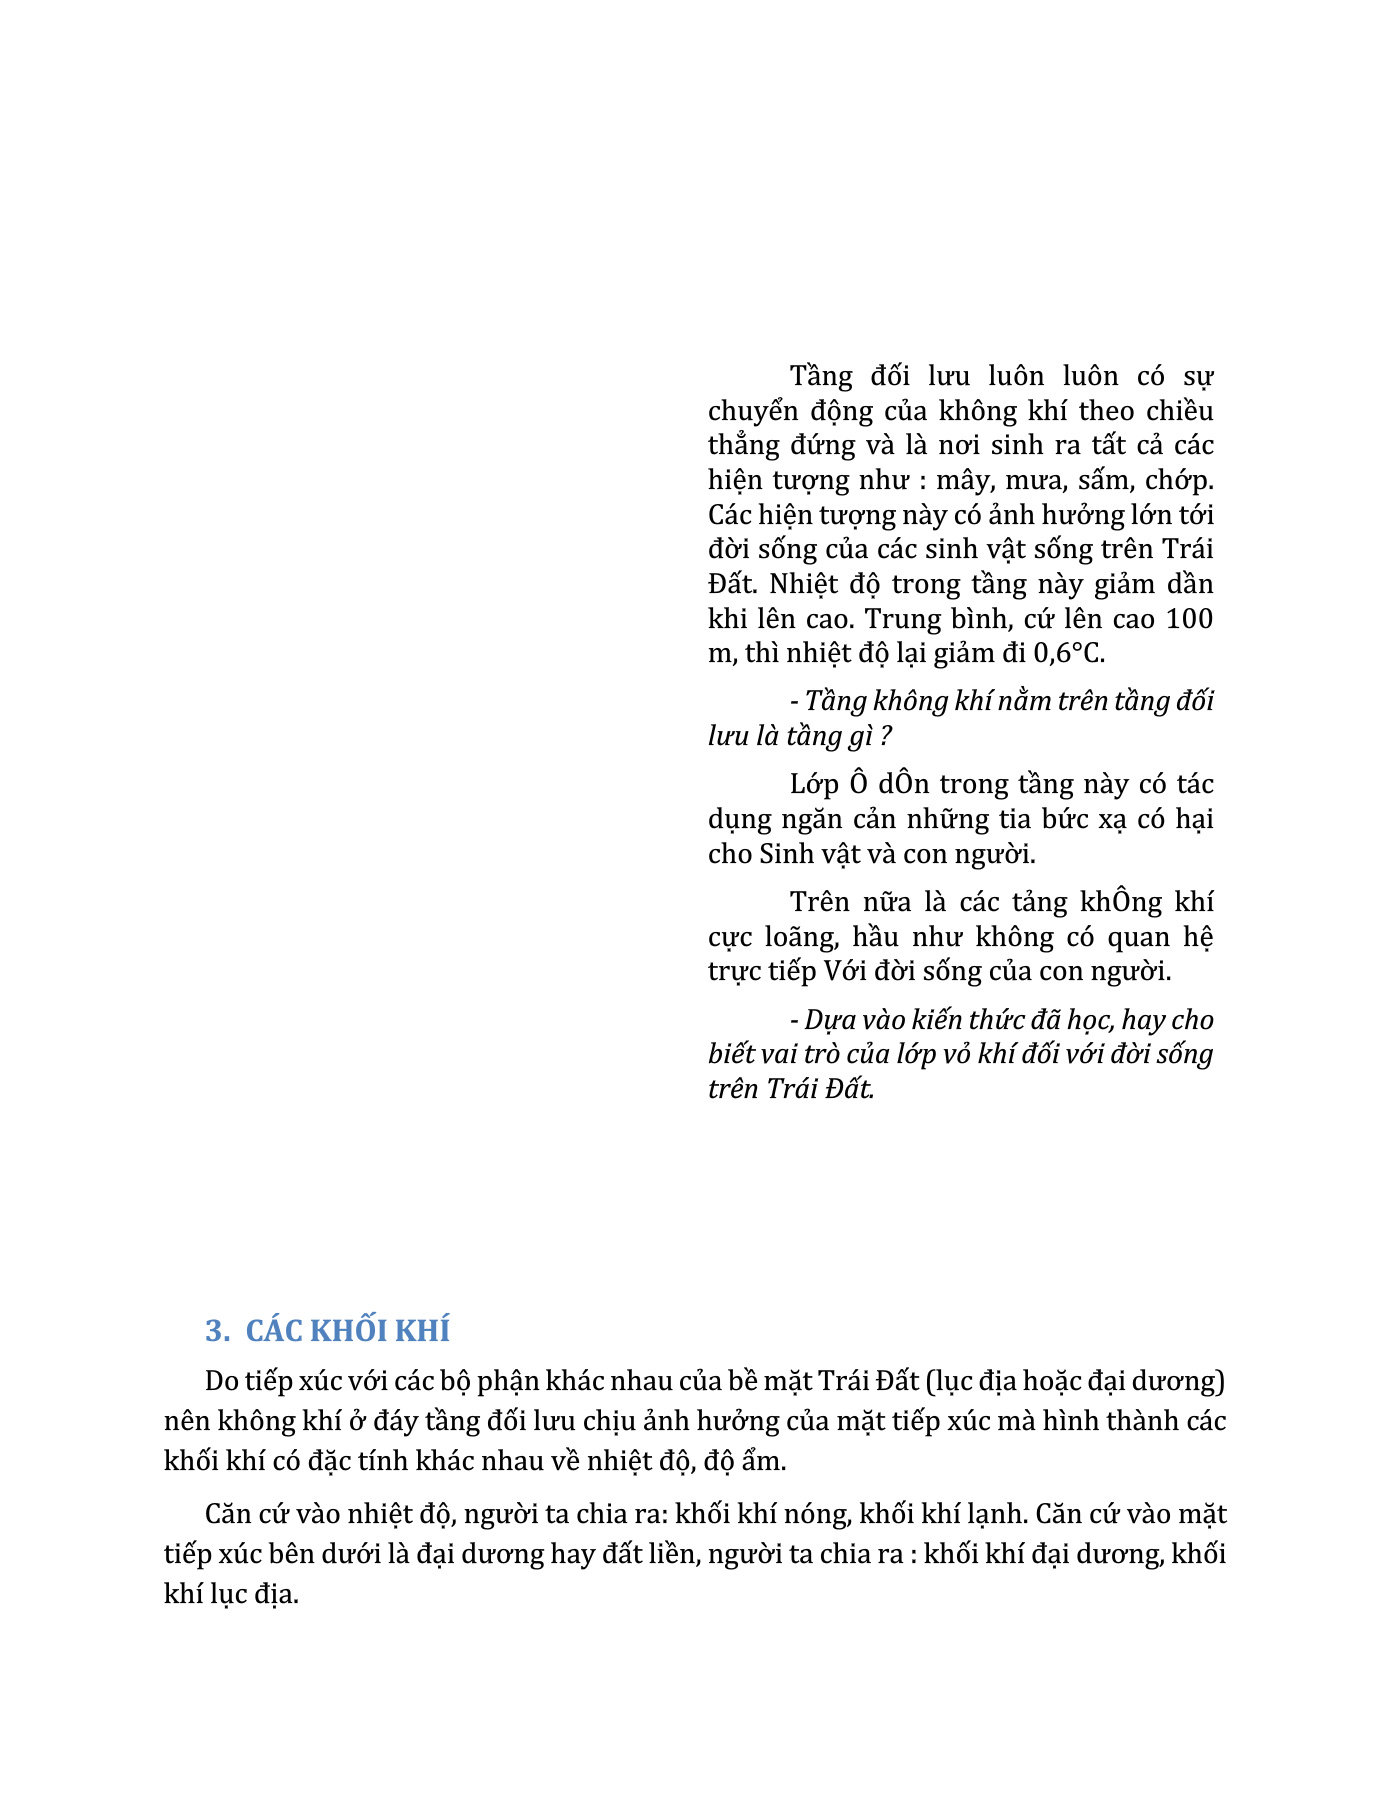 Tầng đối lưu luôn luôn có sự
chuyển động của không khí theo chiều
thẳng đứng và là nơi sinh ra tất cả các
hiện tượng như : mây, mưa, sấm, chớp.
Các hiện tượng này có ảnh hưởng lớn tới
đời sống của các sinh vật sống trên Trái
Đất. Nhiệt độ trong tầng này giảm dần
khi lên cao. Trung bình, cứ lên cao 100
m, thì nhiệt độ lại giảm đi 0,6°C.
- Tầng không khí nằm trên tầng đối
lưu là tầng gì ?
Lớp Ô dÔn trong tầng này có tác
dụng ngăn cản những tia bức xạ có hại
cho Sinh vật và con người.
Trên nữa là các tảng khÔng khí
cực loãng, hầu như không có quan hệ
trực tiếp Với đời sống của con người.
- Dựa vào kiến thức đã học, hay cho
biết vai trò của lớp vỏ khí đối với đời sống
trên Trái Đất.
3. CÁC KHỐI KHÍ
Do tiếp xúc với các bộ phận khác nhau của bề mặt Trái Đất (lục địa hoặc đại dương)
nên không khí ở đáy tầng đối lưu chịu ảnh hưởng của mặt tiếp xúc mà hình thành các
khối khí có đặc tính khác nhau về nhiệt độ, độ ẩm.
Căn cứ vào nhiệt độ, người ta chia ra: khối khí nóng, khối khí lạnh. Căn cứ vào mặt
tiếp xúc bên dưới là đại dương hay đất liền, người ta chia ra : khối khí đại dương, khối
khí lục địa.